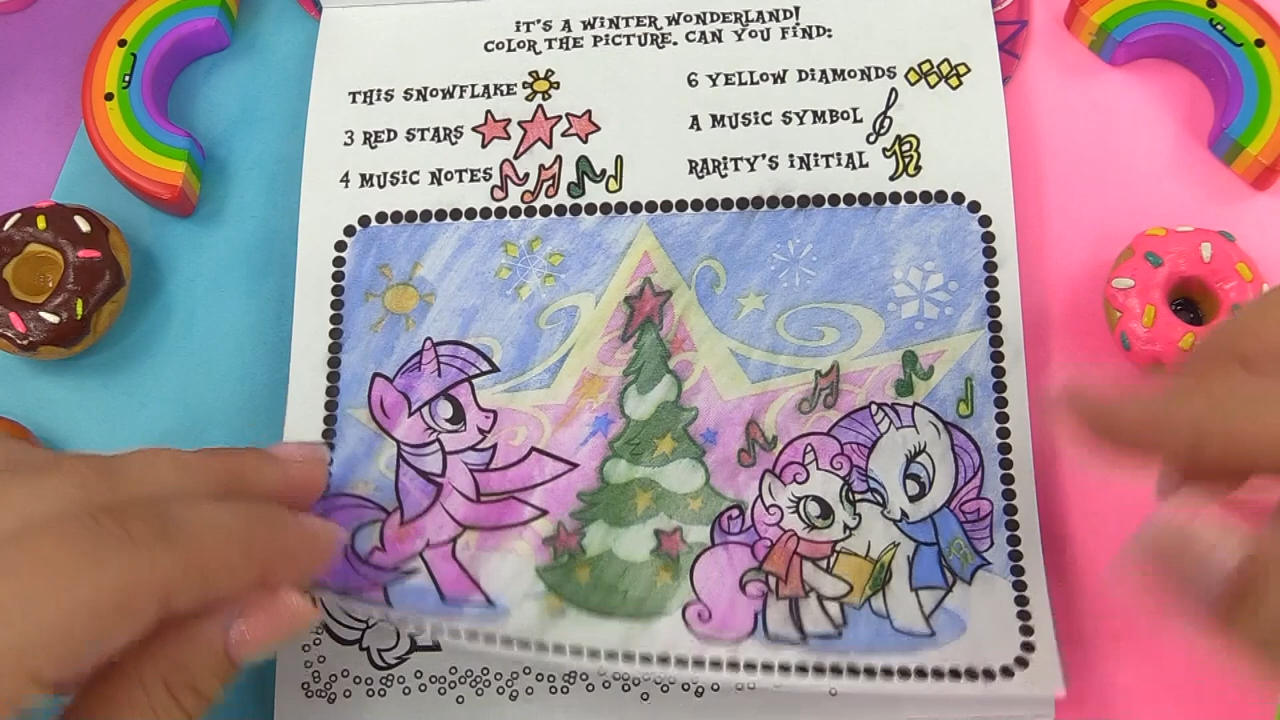 iT'S A WiNTER WONDERLAND!
COLOR THE PiCTURE. CAN YOU FiND:
THiS SNOWFLAKE
3 RED STARS
4 MUSiC NOTES
6 YELLOW DiAMONDS
A MUSiC SYMBOL
RARiTY'S iNiTiAL R
R